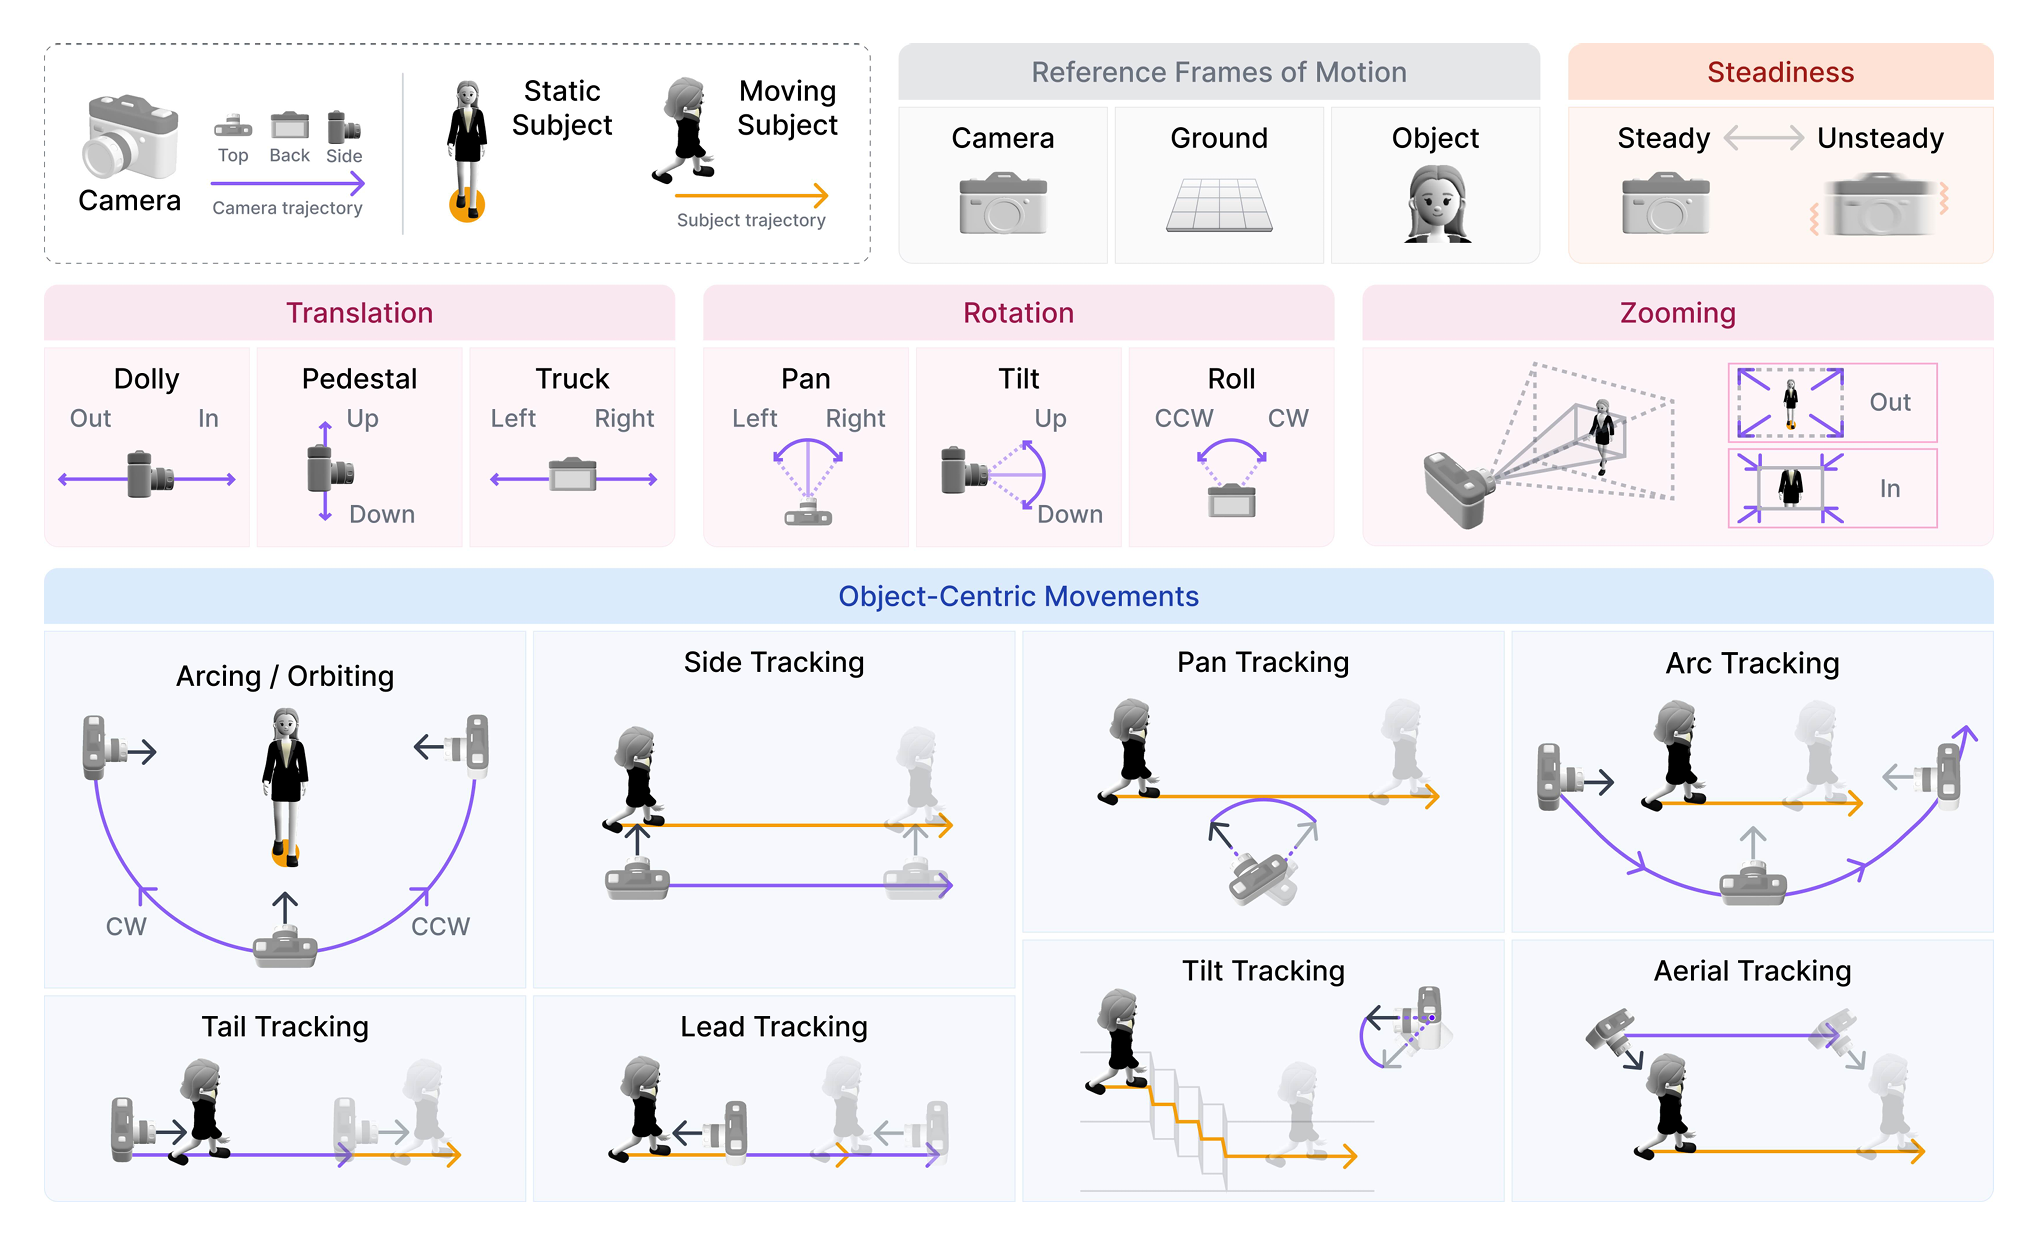 Camera
Top
Back
Side
Camera trajectory
Static
Subject
Moving
Subject
Subject trajectory
Reference Frames of Motion
Camera
Ground
Object
Steadiness
Steady
Unsteady
Translation
Dolly
Out
In
Pedestal
Up
Down
Truck
Left
Right
Rotation
Pan
Left
Right
Tilt
Up
Down
Roll
CCW
CW
Zooming
Out
In
Object-Centric Movements
Arcing / Orbiting
CW
CCW
Side Tracking
Pan Tracking
Arc Tracking
Tail Tracking
Lead Tracking
Tilt Tracking
Aerial Tracking